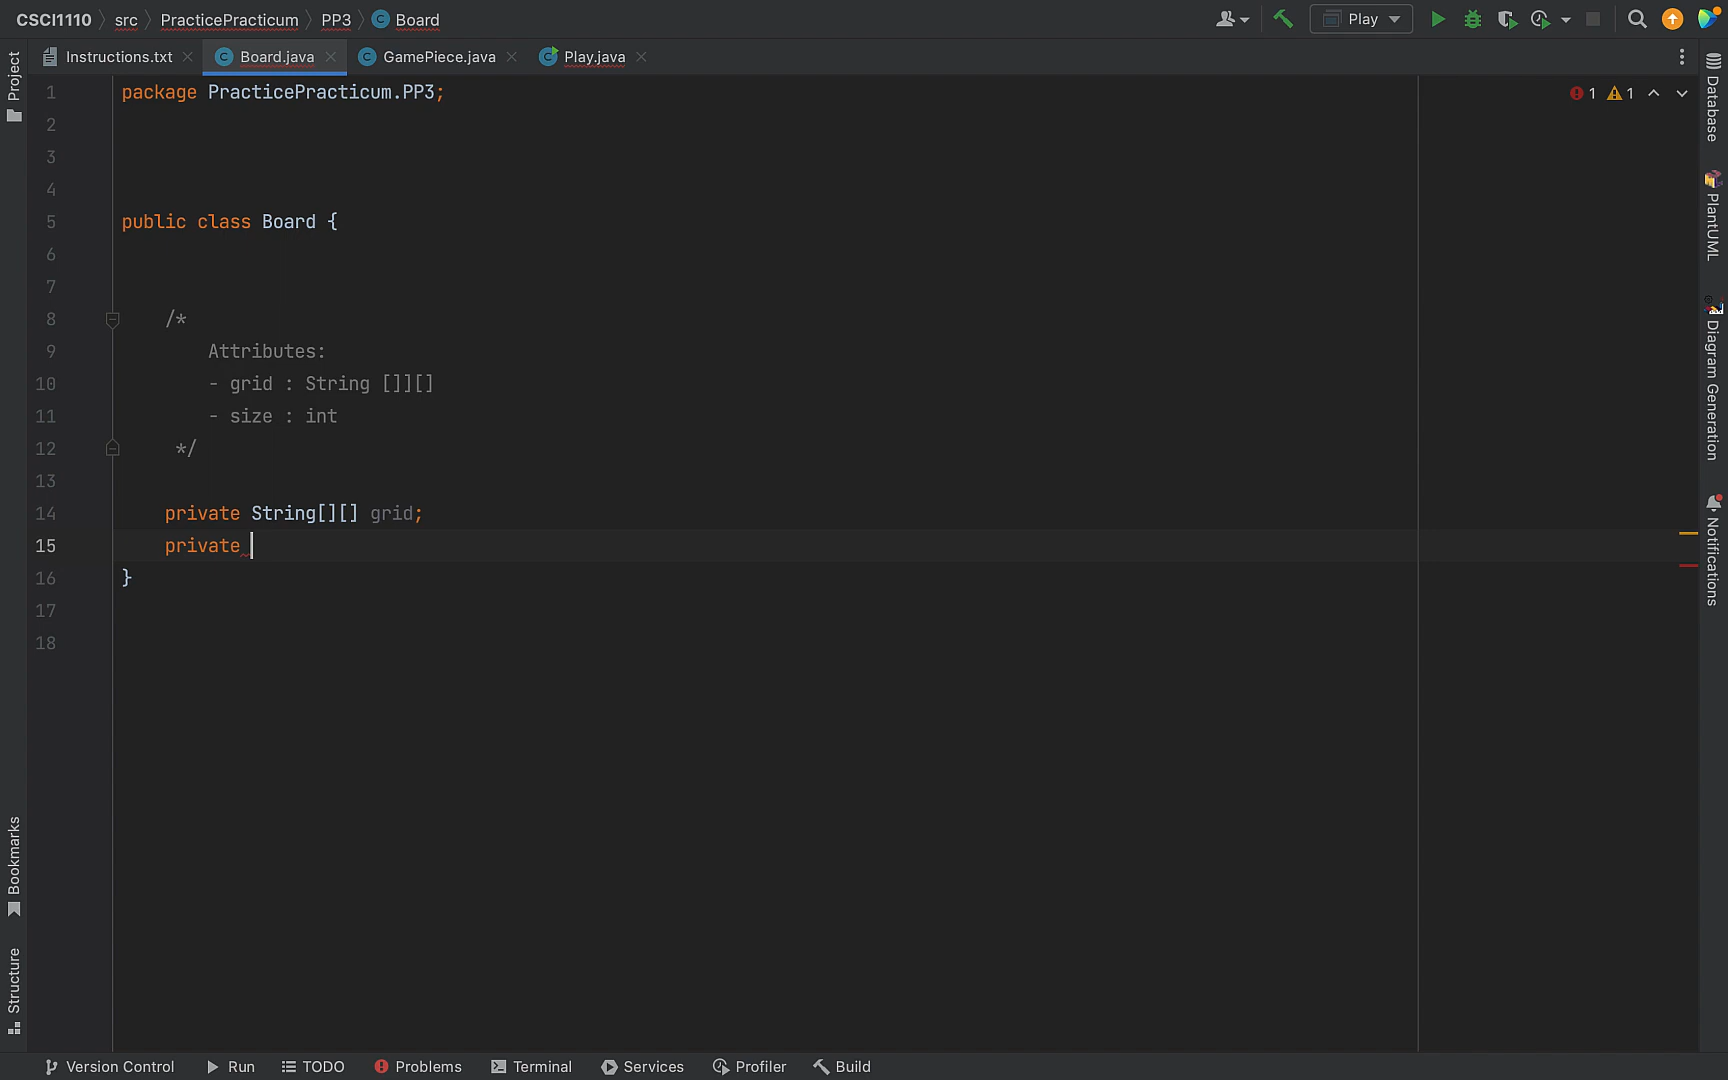 CSCI1110 src PracticePracticum PP3 Board
Play
Instructions.txt Board.java GamePiece.java Play.java
1 package PracticePracticum.PP3;
1 1
2
3
4
5 public class Board {
6
7
8 /*
9 Attributes:
10 - grid : String []][]
11 - size : int
12 */
13
14 private String[][] grid;
15 private
16 }
17
18
Project
Bookmarks
Structure
Database
PlantUML
Diagram Generation
Notifications
Version Control Run TODO Problems Terminal Services Profiler Build